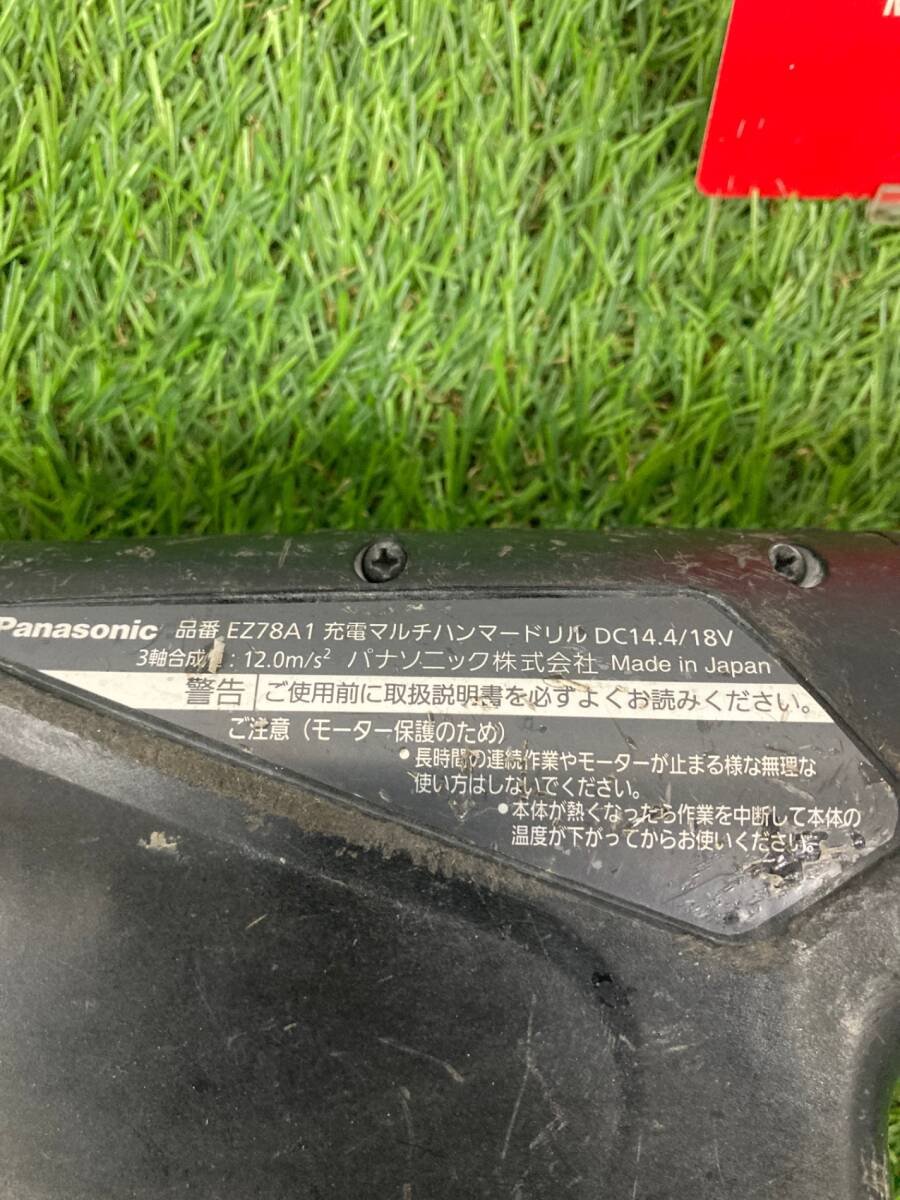 Panasonic 品番 EZ78A1 充電マルチハンマードリル DC14.4/18V
3軸合成 : 12.0m/s² パナソニック株式会社 Made in Japan
警告 ご使用前に取扱説明書を必ずよくお読みください。
ご注意（モーター保護のため）
•長時間の連続作業やモーターが止まる様な無理な
使い方はしないでください。
•本体が熱くなったら作業を中断して本体の
温度が下がってからお使いください。